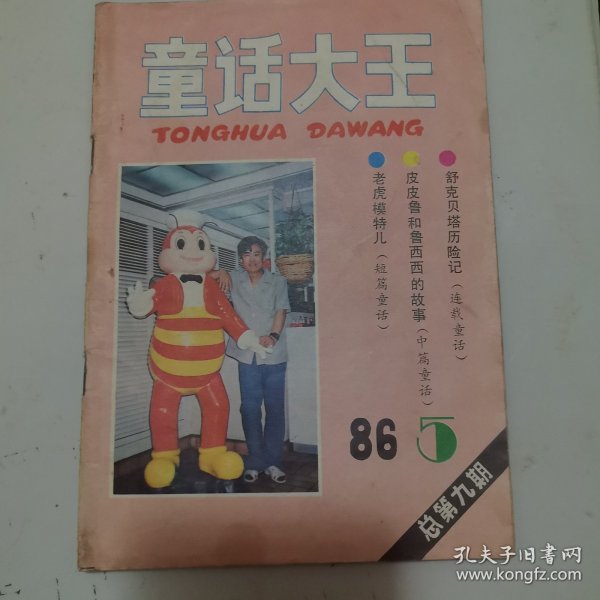 童话大王
TONGHUA DAWANG
舒克贝塔历险记（连载童话）
皮皮鲁和鲁西西的故事（中篇童话）
老虎模特儿（短篇童话）
86 5
总第九期
孔夫子旧书网
www.kongfz.com